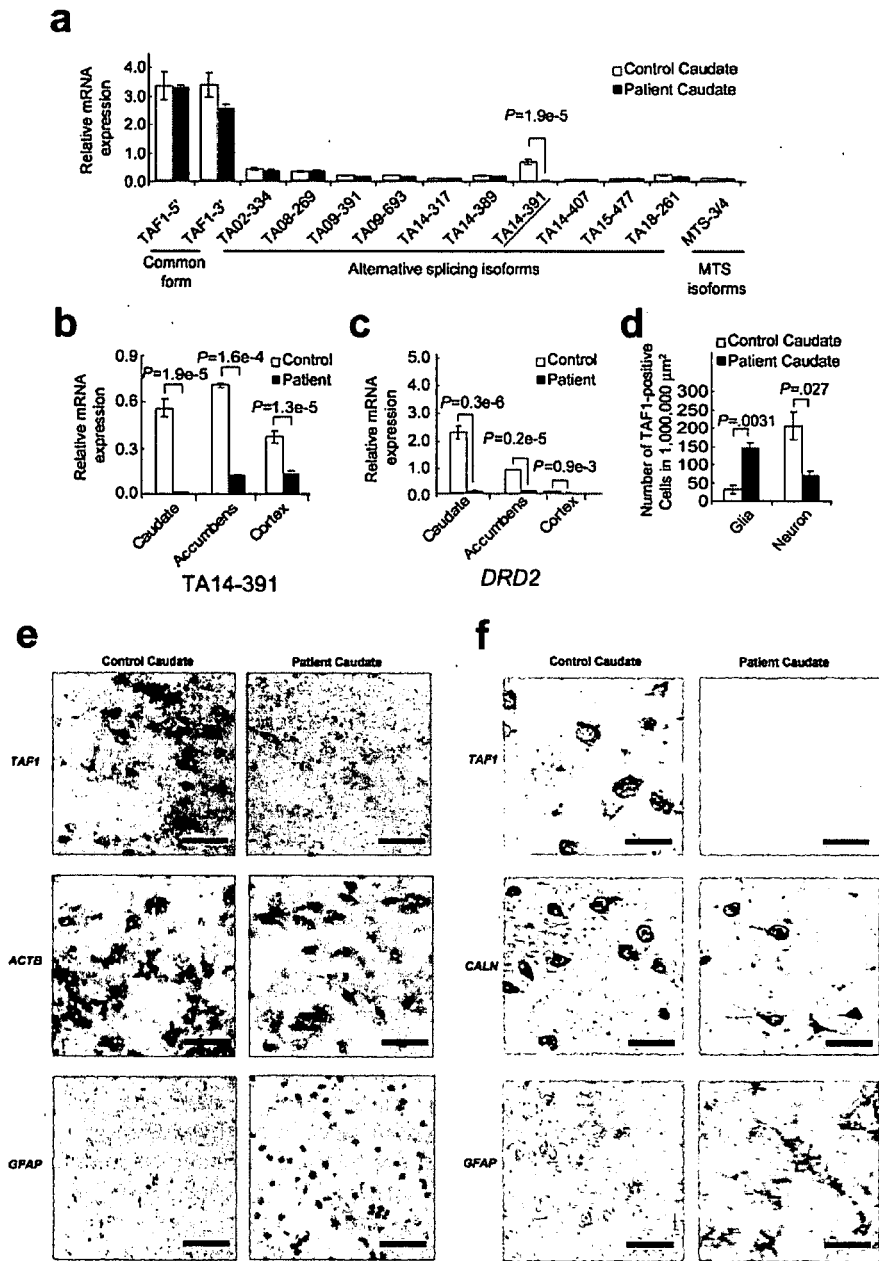 a
Relative mRNA
expression
4.0
3.0
2.0
1.0
0.0
Control Caudate
Patient Caudate
P=1.9e-5
TAF1-5'
TAF1-3'
TA02-334
TA08-269
TA09-391
TA09-693
TA14-317
TA14-389
TA14-391
TA14-407
TA15-477
TA18-261
MTS-3/4
Common
form
Alternative splicing isoforms
MTS
isoforms
b
Relative mRNA
expression
0.9
0.6
0.3
0.0
Control
Patient
P=1.9e-5
P=1.6e-4
P=1.3e-5
Caudate
Accumbens
Cortex
TA14-391
c
Relative mRNA
expression
5.0
4.0
3.0
2.0
1.0
0.0
Control
Patient
P=0.3e-6
P=0.2e-5
P=0.9e-3
Caudate
Accumbens
Cortex
DRD2
d
Number of TAF1-positive
Cells in 1,000,000 µm²
300
250
200
150
100
50
0
Control Caudate
Patient Caudate
P=.0031
P=.027
Glia
Neuron
e
Control Caudate
Patient Caudate
TAF1
ACTB
GFAP
f
Control Caudate
Patient Caudate
TAF1
CALN
GFAP